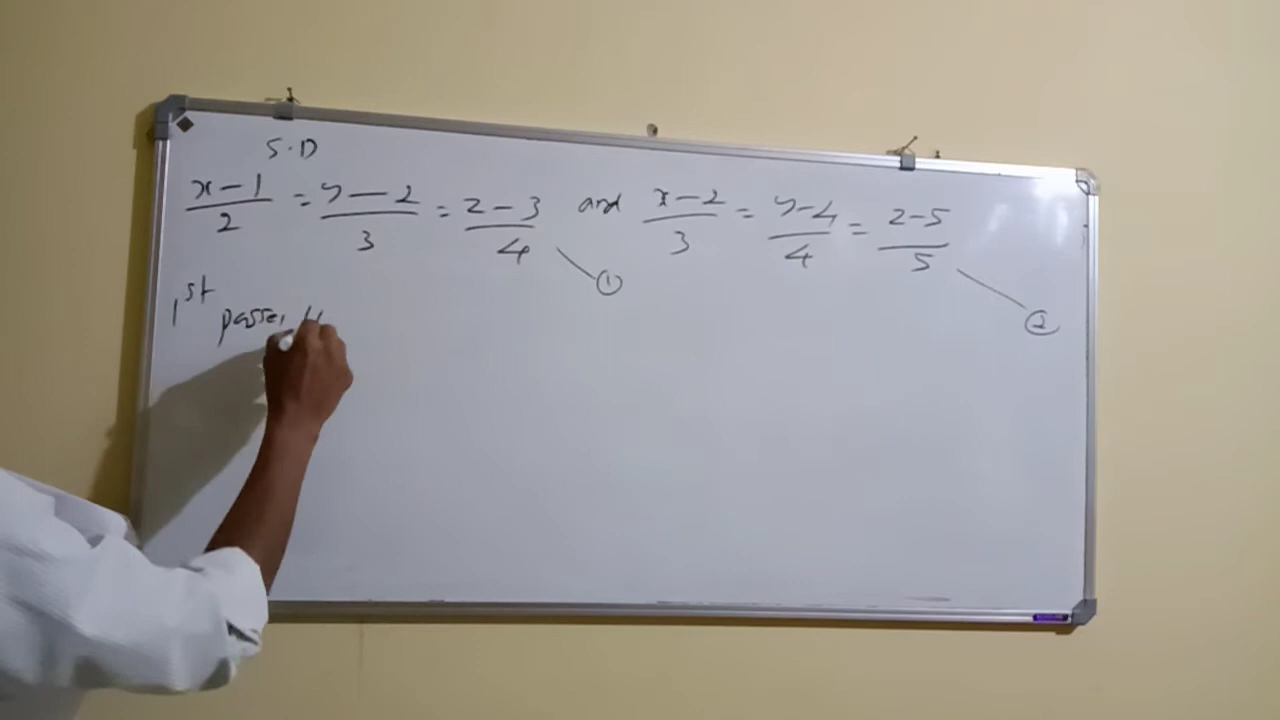 S.D
x-1/2 = y-2/3 = z-3/4 and x-2/3 = y-4/4 = z-5/5
①
②
1st
passes